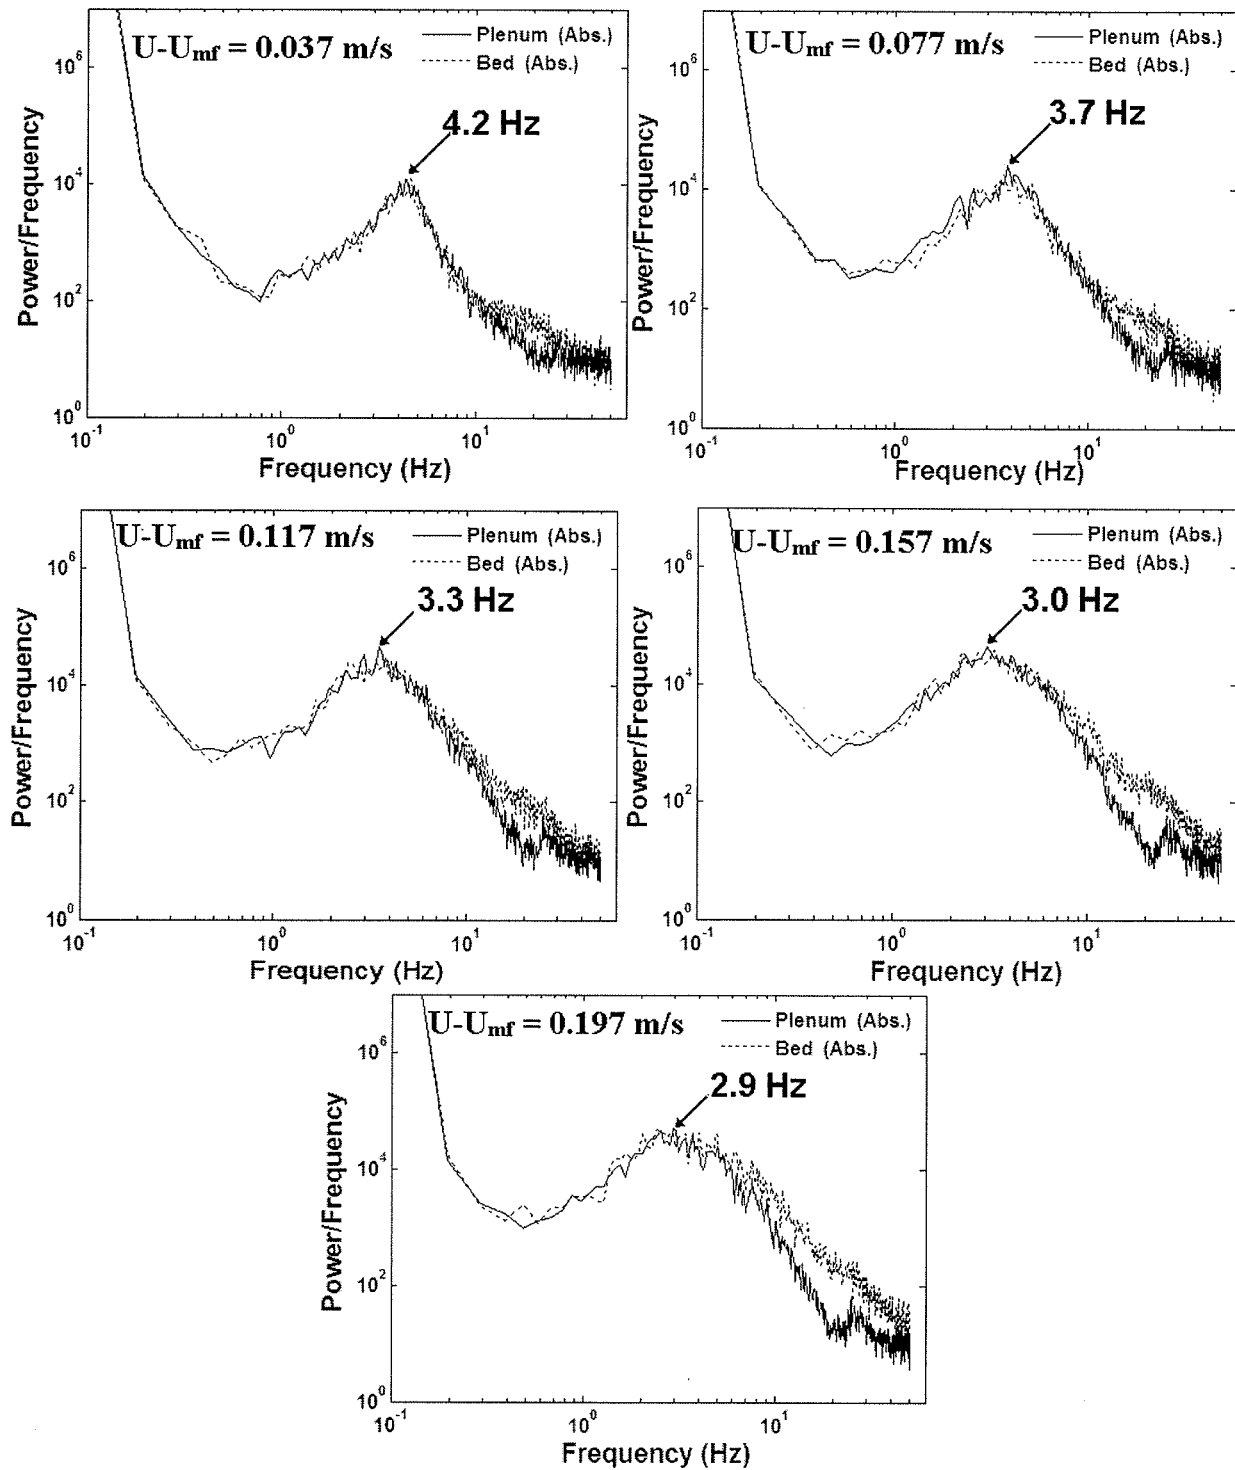 U-Umf = 0.037 m/s
Plenum (Abs.)
Bed (Abs.)
4.2 Hz
Power/Frequency
10^6
10^4
10^2
10^0
10^-1
10^0
10^1
Frequency (Hz)
U-Umf = 0.077 m/s
Plenum (Abs.)
Bed (Abs.)
3.7 Hz
Power/Frequency
10^6
10^4
10^2
10^0
10^-1
10^0
10^1
Frequency (Hz)
U-Umf = 0.117 m/s
Plenum (Abs.)
Bed (Abs.)
3.3 Hz
Power/Frequency
10^6
10^4
10^2
10^0
10^-1
10^0
10^1
Frequency (Hz)
U-Umf = 0.157 m/s
Plenum (Abs.)
Bed (Abs.)
3.0 Hz
Power/Frequency
10^6
10^4
10^2
10^0
10^-1
10^0
10^1
Frequency (Hz)
U-Umf = 0.197 m/s
Plenum (Abs.)
Bed (Abs.)
2.9 Hz
Power/Frequency
10^6
10^4
10^2
10^0
10^-1
10^0
10^1
Frequency (Hz)